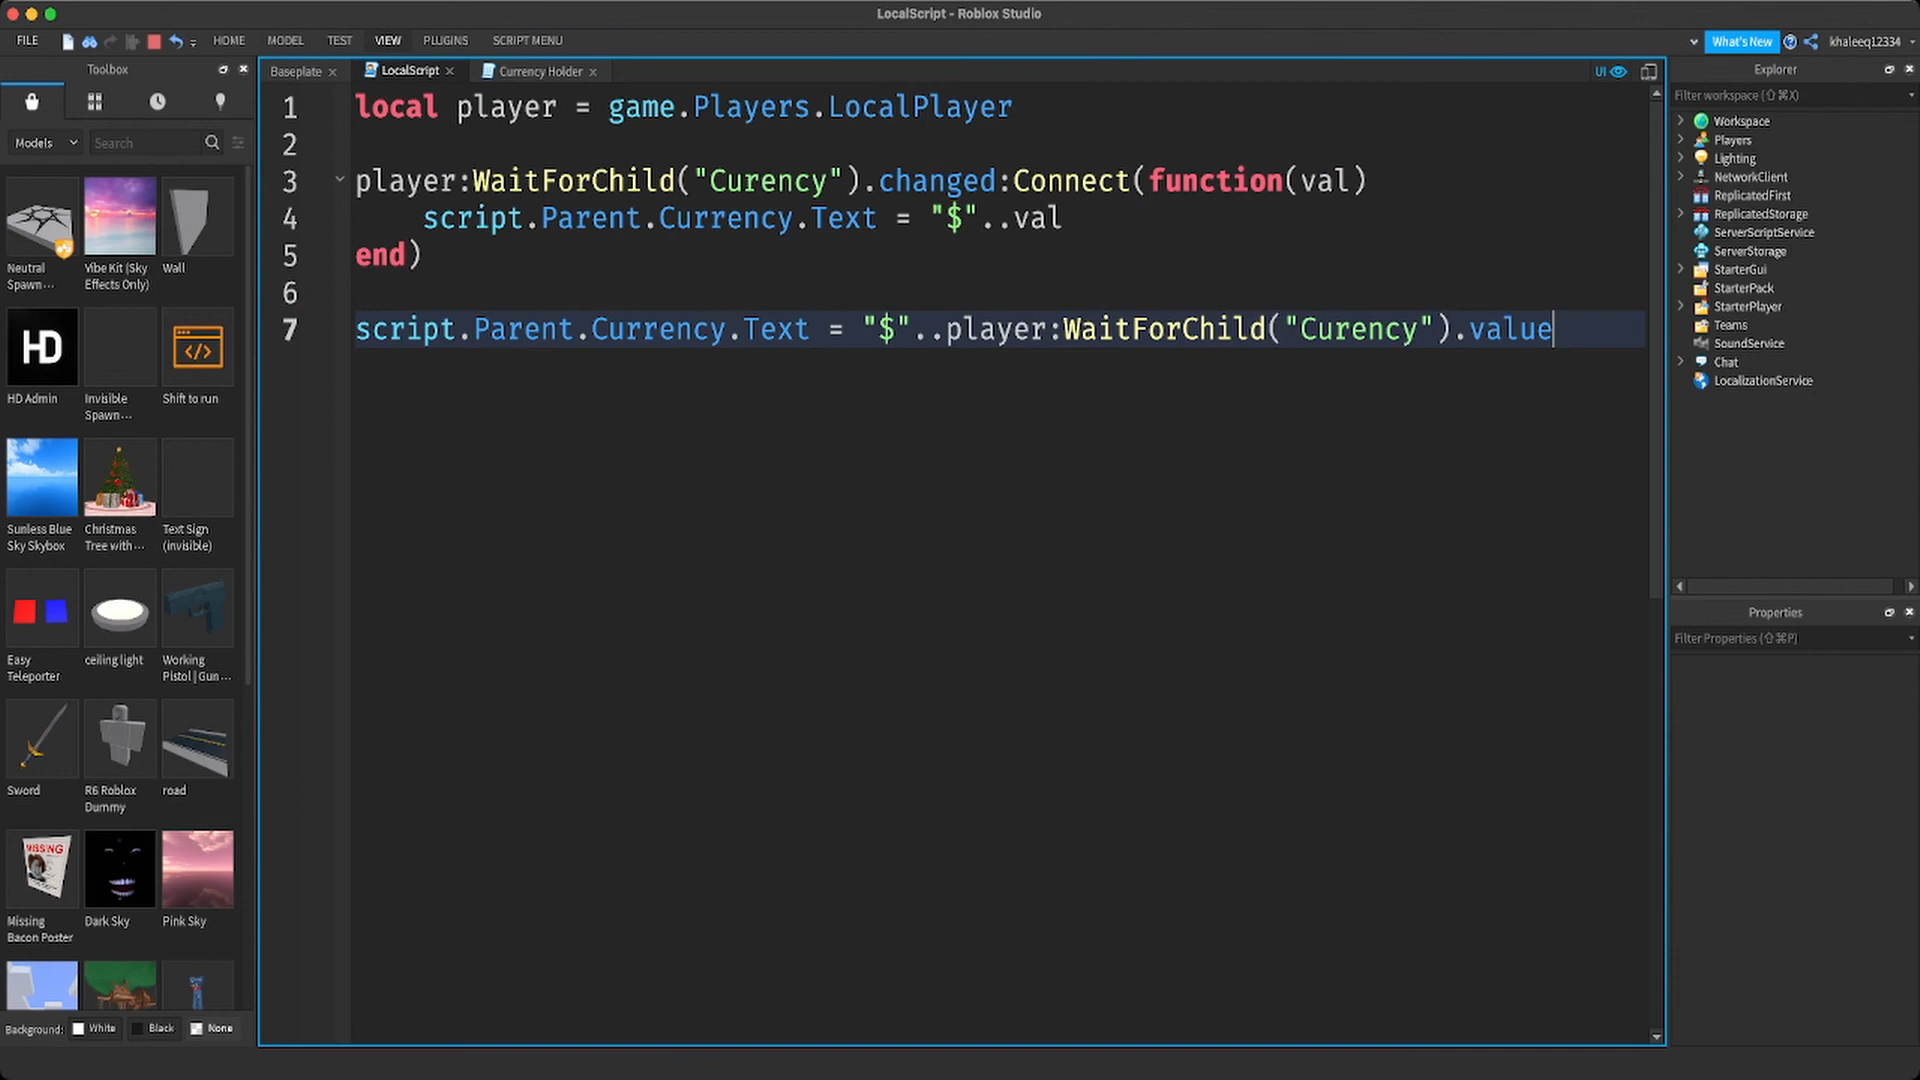 LocalScript - Roblox Studio
FILE HOME MODEL TEST VIEW PLUGINS SCRIPT MENU What's New khaleeq12334
Toolbox
Models Search
Neutral Spawn...
Vibe Kit (Sky Effects Only)
Wall
HD
HD Admin
Invisible Spawn...
Shift to run
Sunless Blue Sky Skybox
Christmas Tree with...
Text Sign (invisible)
Easy Teleporter
ceiling light
Working Pistol | Gun...
Sword
R6 Roblox Dummy
road
MISSING
Missing Bacon Poster
Dark Sky
Pink Sky
Background: White Black None
Baseplate LocalScript Currency Holder UI
1 local player = game.Players.LocalPlayer
2
3 player:WaitForChild("Curency").changed:Connect(function(val)
4 script.Parent.Currency.Text = "$"..val
5 end)
6
7 script.Parent.Currency.Text = "$"..player:WaitForChild("Curency").value
Explorer
Filter workspace (⇧⌘X)
Workspace
Players
Lighting
NetworkClient
ReplicatedFirst
ReplicatedStorage
ServerScriptService
ServerStorage
StarterGui
StarterPack
StarterPlayer
Teams
SoundService
Chat
LocalizationService
Properties
Filter Properties (⇧⌘P)